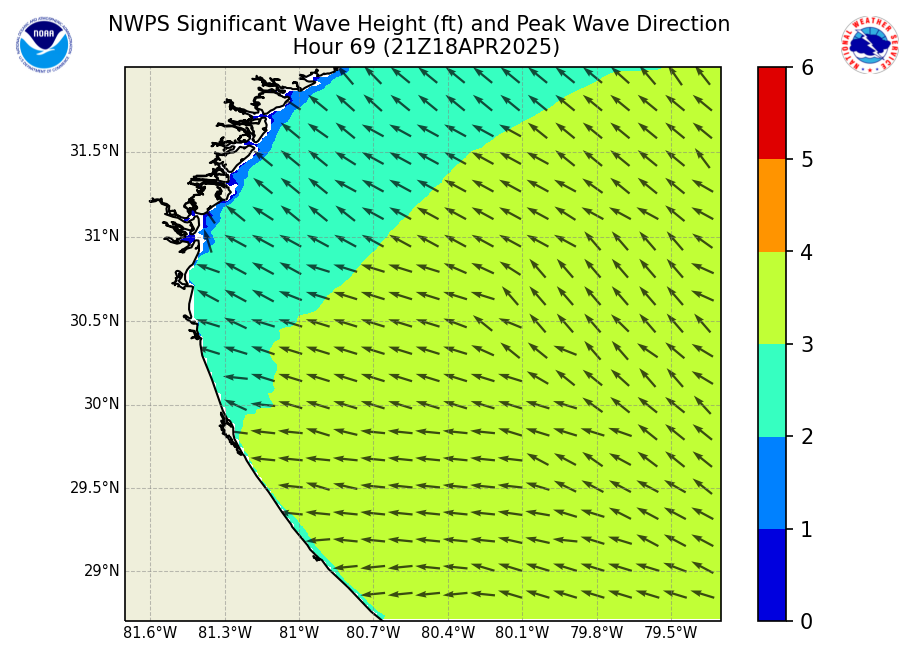 NWPS Significant Wave Height (ft) and Peak Wave Direction
Hour 69 (21Z18APR2025)
NOAA
NATIONAL WEATHER SERVICE
31.5°N
31°N
30.5°N
30°N
29.5°N
29°N
81.6°W 81.3°W 81°W 80.7°W 80.4°W 80.1°W 79.8°W 79.5°W
6
5
4
3
2
1
0